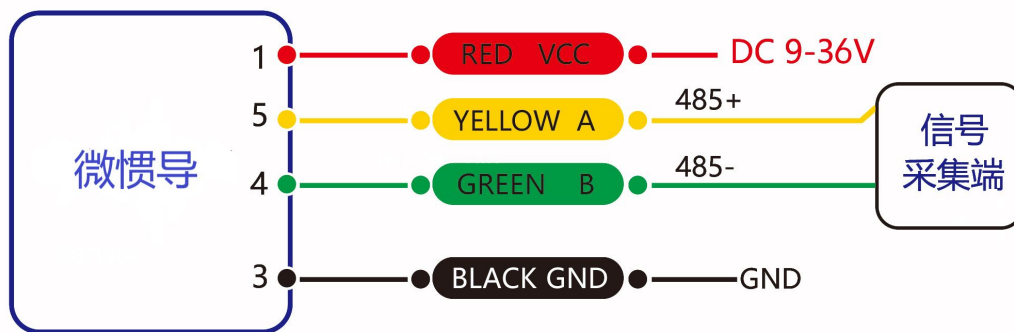 微惯导
1 RED VCC DC 9-36V
5 YELLOW A 485+
4 GREEN B 485-
3 BLACK GND GND
信号
采集端